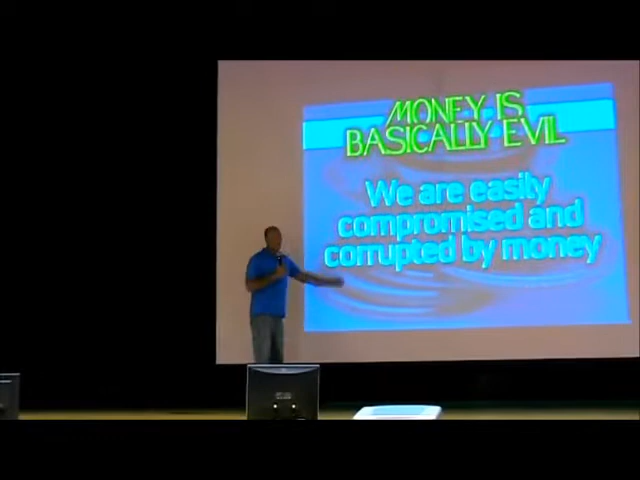 MONEY IS
BASICALLY EVIL
We are easily
compromised and
corrupted by money